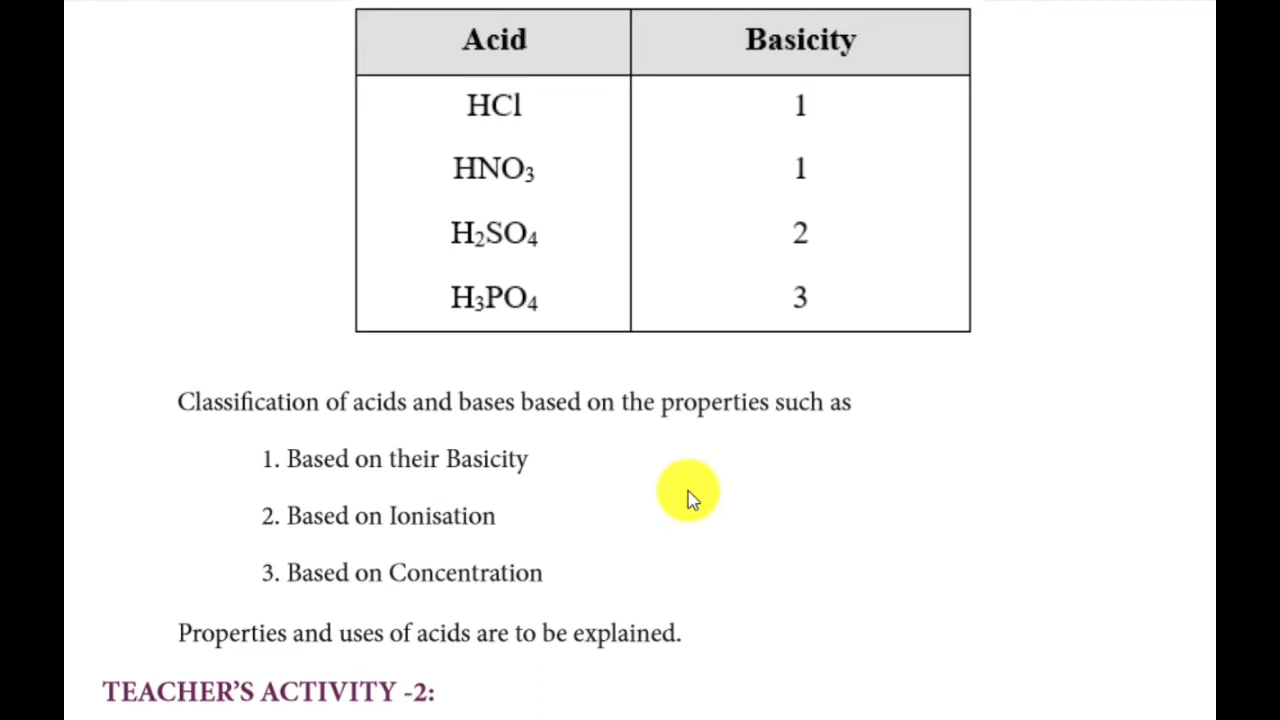 Acid Basicity
HCl 1
HNO₃ 1
H₂SO₄ 2
H₃PO₄ 3
Classification of acids and bases based on the properties such as
1. Based on their Basicity
2. Based on Ionisation
3. Based on Concentration
Properties and uses of acids are to be explained.
TEACHER’S ACTIVITY -2: